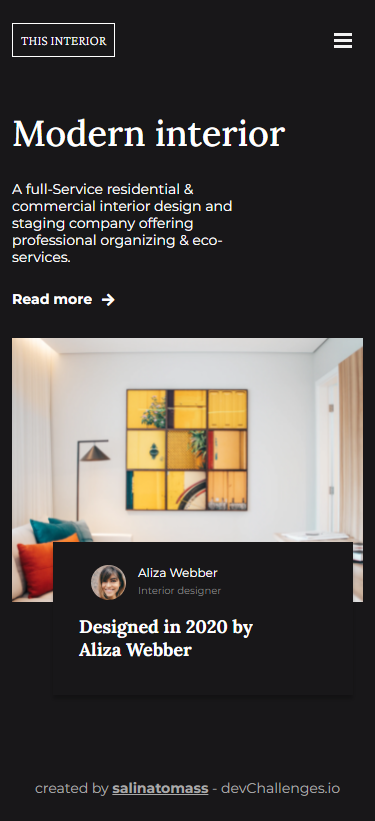 THIS INTERIOR
Modern interior
A full-Service residential &
commercial interior design and
staging company offering
professional organizing & eco-
services.
Read more
Aliza Webber
Interior designer
Designed in 2020 by
Aliza Webber
created by salinatomass - devChallenges.io